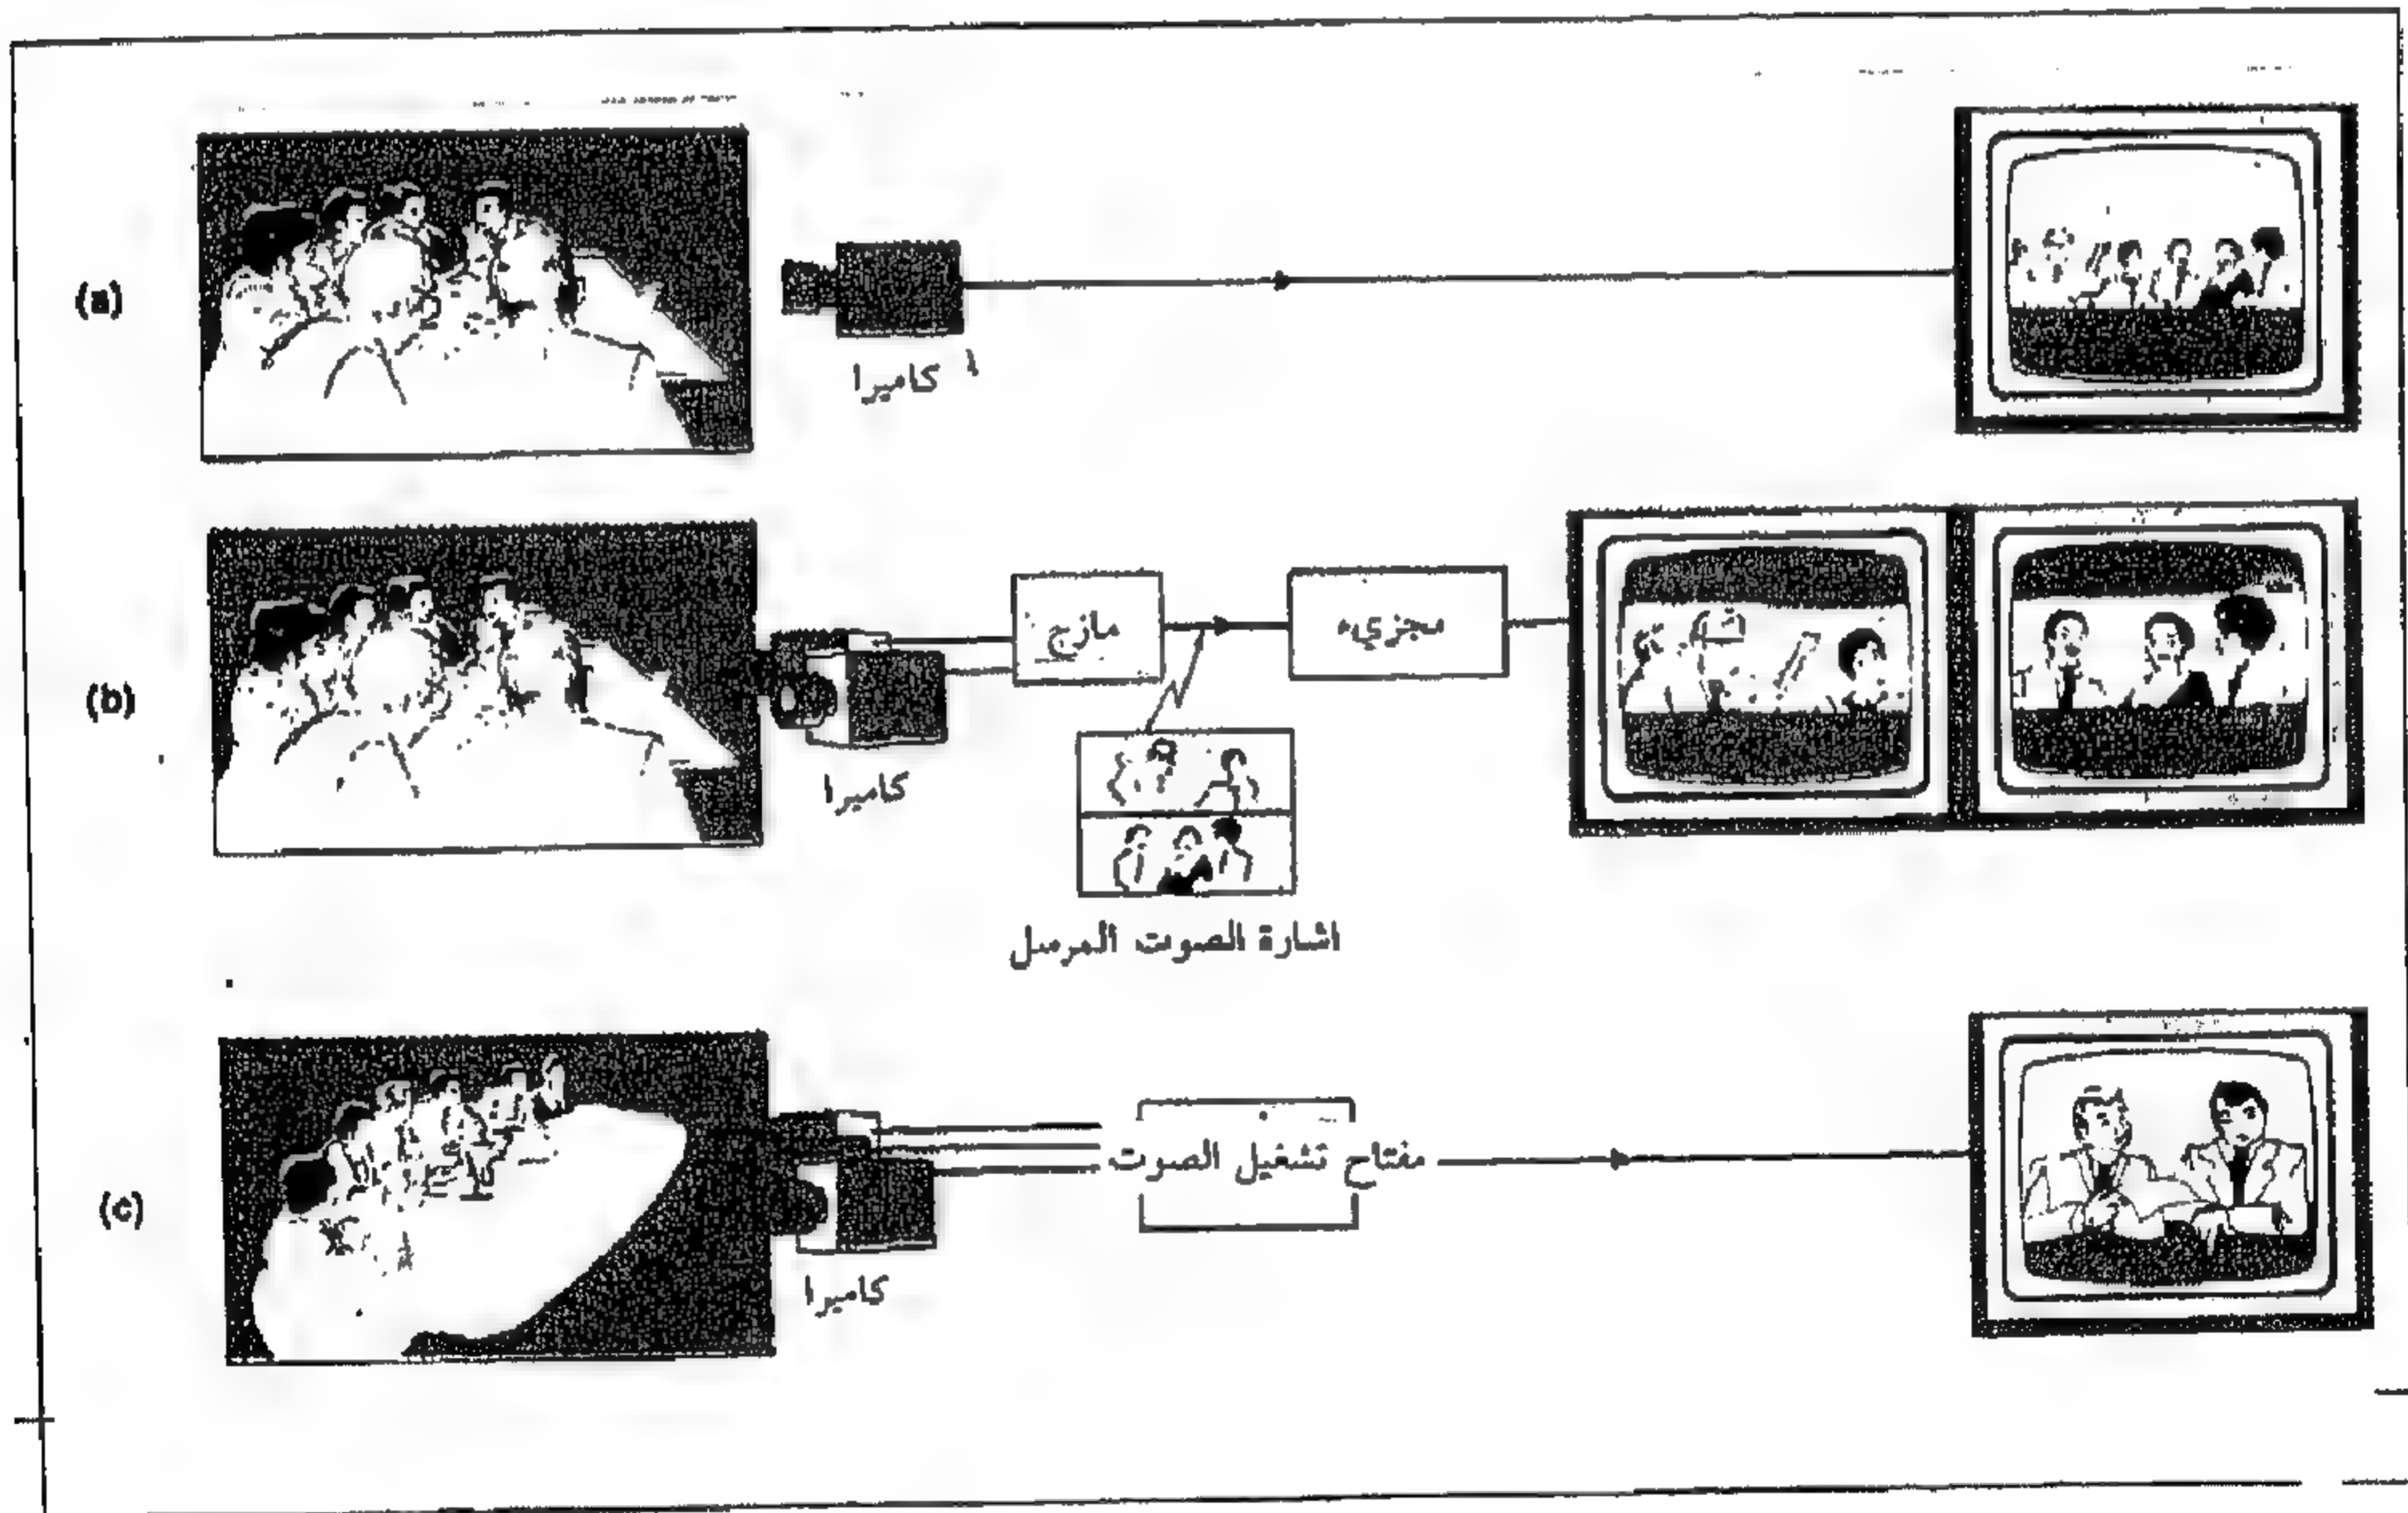 (a)
كاميرا
(b)
مازج
مجزيء
كاميرا
اشارة الصوت المرسل
(c)
مفتاح تشغيل الصوت
كاميرا